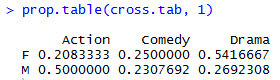 > prop.table(cross.tab, 1)
Action Comedy Drama
F 0.2083333 0.2500000 0.5416667
M 0.5000000 0.2307692 0.2692308